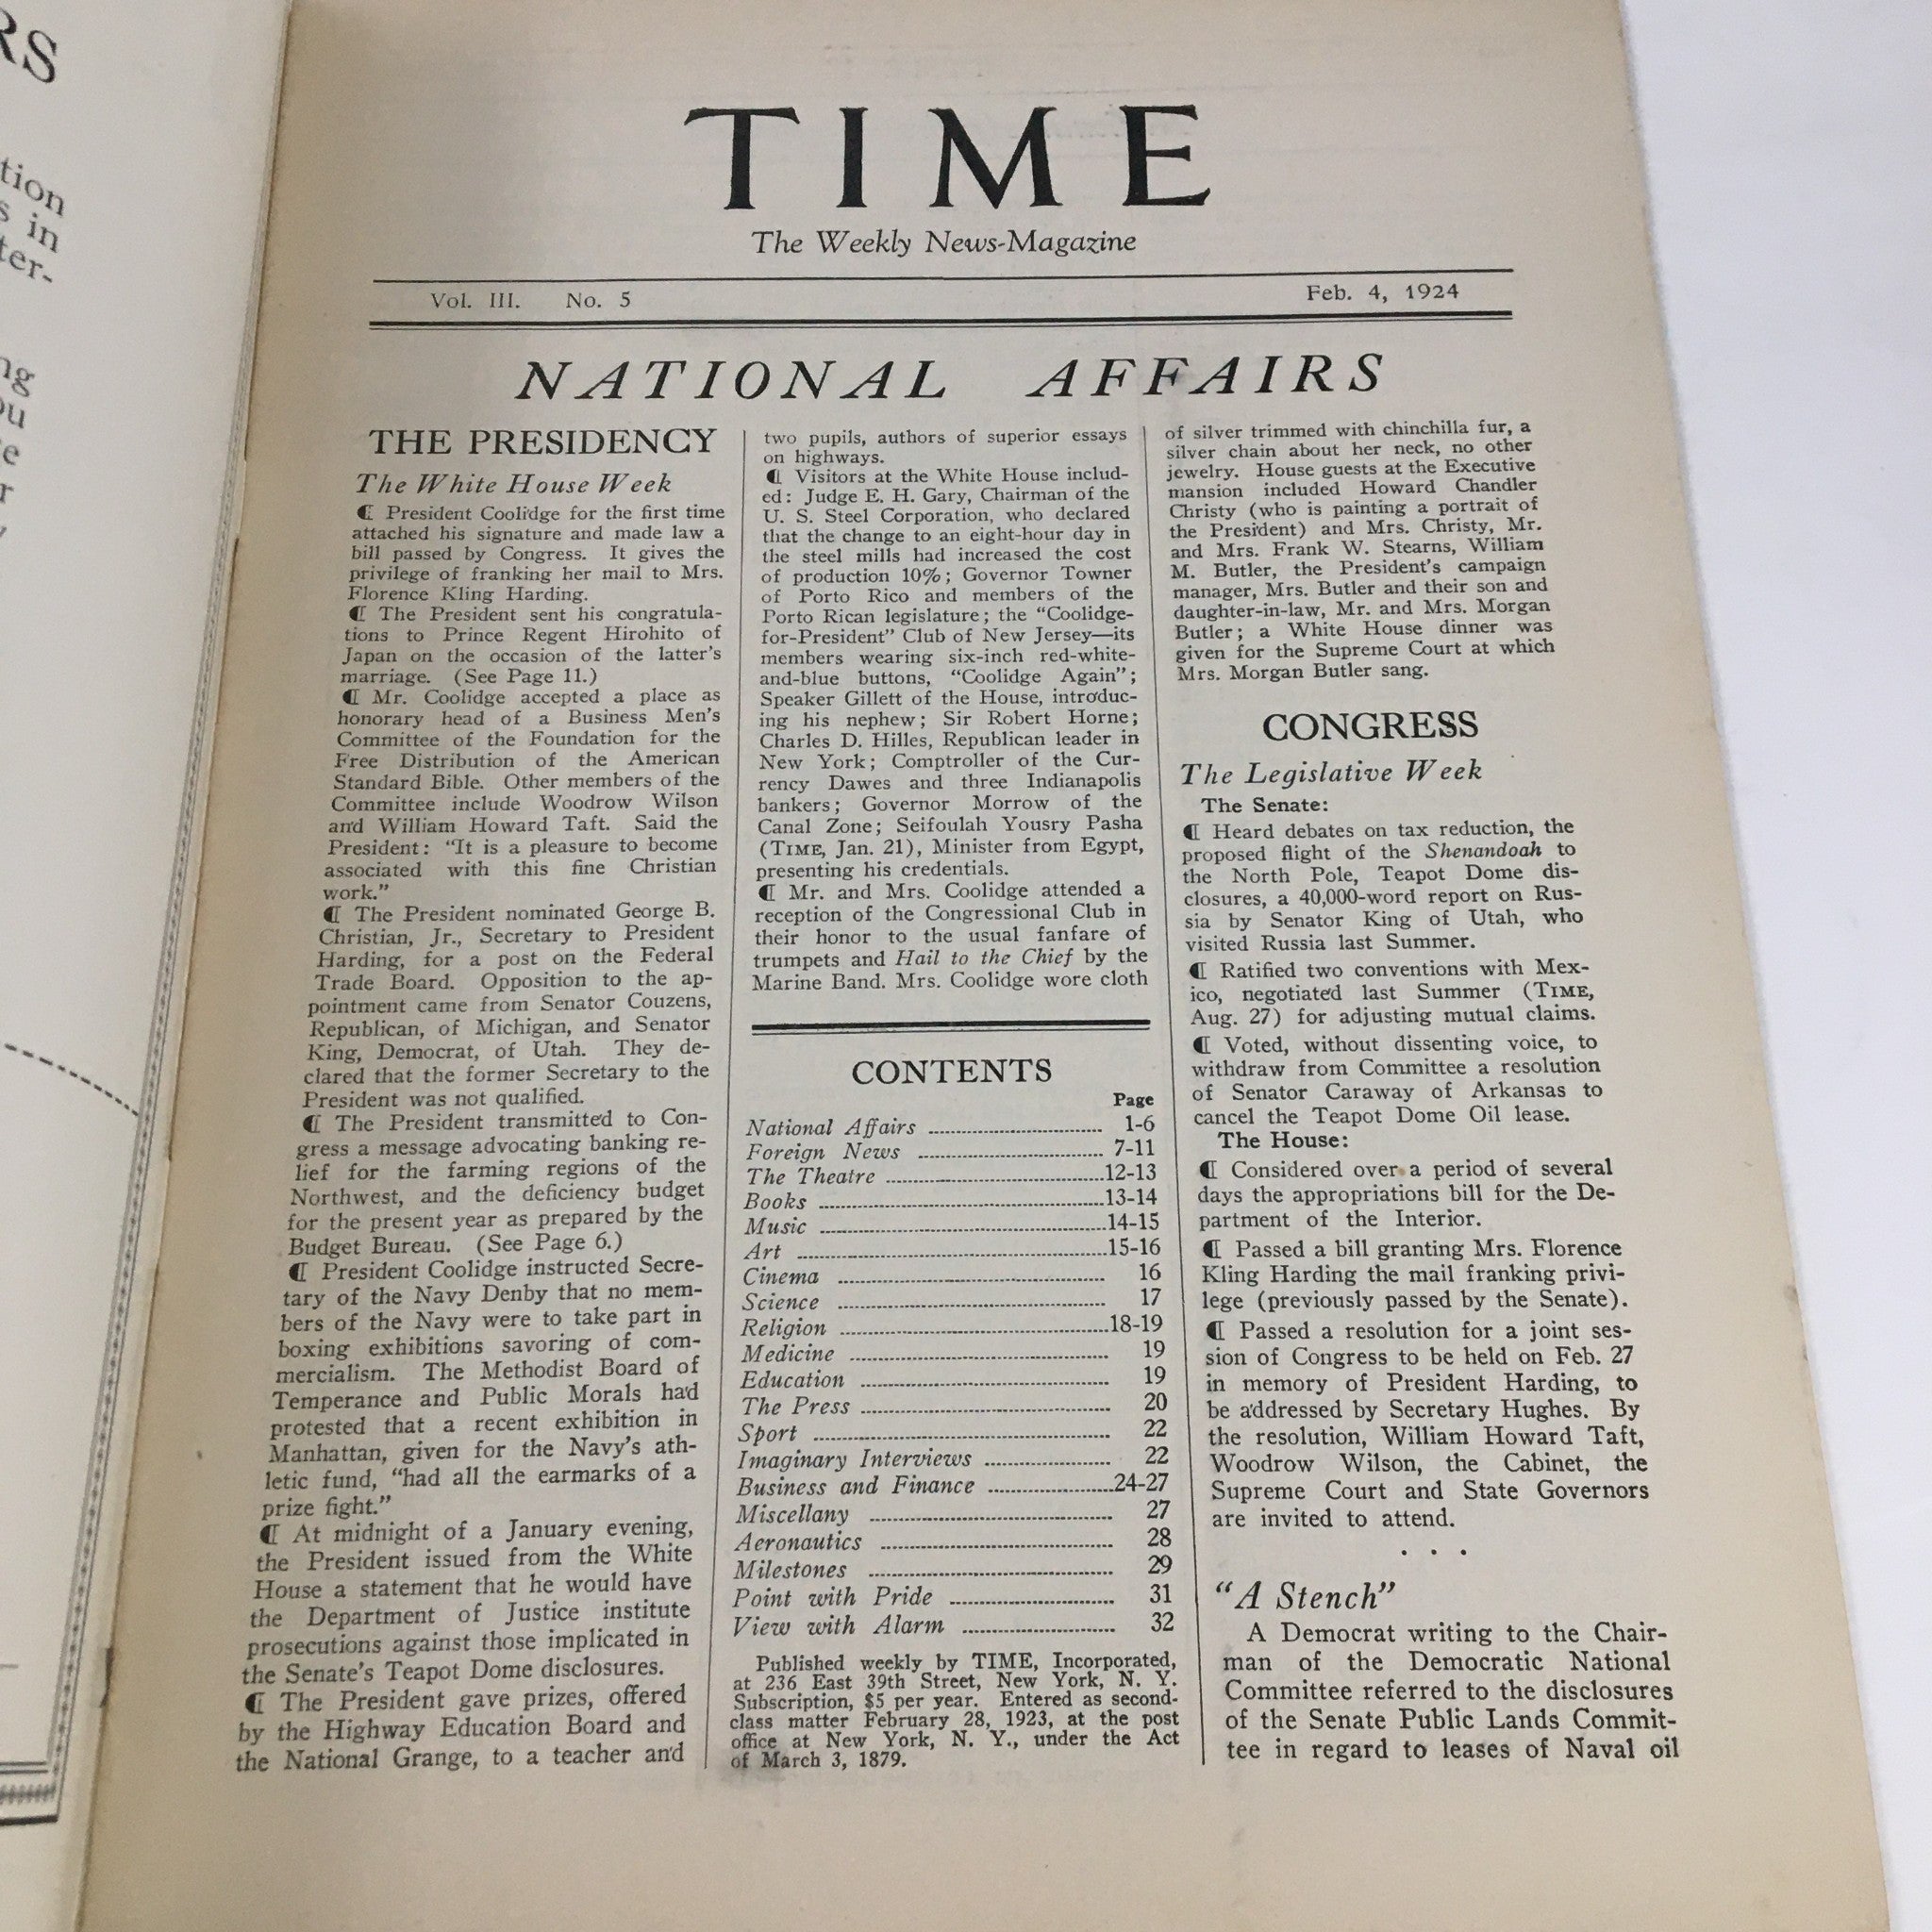 RS
tion
s in
ter-
ng
TIME
The Weekly News-Magazine
Vol. III. No. 5
Feb. 4, 1924
NATIONAL AFFAIRS
THE PRESIDENCY
The White House Week
¶ President Coolidge for the first time
attached his signature and made law a
bill passed by Congress. It gives the
privilege of franking her mail to Mrs.
Florence Kling Harding.
¶ The President sent his congratula-
tions to Prince Regent Hirohito of
Japan on the occasion of the latter's
marriage. (See Page 11.)
¶ Mr. Coolidge accepted a place as
honorary head of a Business Men's
Committee of the Foundation for the
Free Distribution of the American
Standard Bible. Other members of the
Committee include Woodrow Wilson
and William Howard Taft. Said the
President: "It is a pleasure to become
associated with this fine Christian
work."
¶ The President nominated George B.
Christian, Jr., Secretary to President
Harding, for a post on the Federal
Trade Board. Opposition to the ap-
pointment came from Senator Couzens,
Republican, of Michigan, and Senator
King, Democrat, of Utah. They de-
clared that the former Secretary to the
President was not qualified.
¶ The President transmitted to Con-
gress a message advocating banking re-
lief for the farming regions of the
Northwest, and the deficiency budget
for the present year as prepared by the
Budget Bureau. (See Page 6.)
¶ President Coolidge instructed Secre-
tary of the Navy Denby that no mem-
bers of the Navy were to take part in
boxing exhibitions savoring of com-
mercialism. The Methodist Board of
Temperance and Public Morals had
protested that a recent exhibition in
Manhattan, given for the Navy's ath-
letic fund, "had all the earmarks of a
prize fight."
¶ At midnight of a January evening,
the President issued from the White
House a statement that he would have
the Department of Justice institute
prosecutions against those implicated in
the Senate's Teapot Dome disclosures.
¶ The President gave prizes, offered
by the Highway Education Board and
the National Grange, to a teacher and
two pupils, authors of superior essays
on highways.
¶ Visitors at the White House includ-
ed: Judge E. H. Gary, Chairman of the
U. S. Steel Corporation, who declared
that the change to an eight-hour day in
the steel mills had increased the cost
of production 10%; Governor Towner
of Porto Rico and members of the
Porto Rican legislature; the "Coolidge-
for-President" Club of New Jersey—its
members wearing six-inch red-white-
and-blue buttons, "Coolidge Again";
Speaker Gillett of the House, introduc-
ing his nephew; Sir Robert Horne;
Charles D. Hilles, Republican leader in
New York; Comptroller of the Cur-
rency Dawes and three Indianapolis
bankers; Governor Morrow of the
Canal Zone; Seifoulah Yousry Pasha
(TIME, Jan. 21), Minister from Egypt,
presenting his credentials.
¶ Mr. and Mrs. Coolidge attended a
reception of the Congressional Club in
their honor to the usual fanfare of
trumpets and Hail to the Chief by the
Marine Band. Mrs. Coolidge wore cloth
CONTENTS
Page
National Affairs 1-6
Foreign News 7-11
The Theatre 12-13
Books 13-14
Music 14-15
Art 15-16
Cinema 16
Science 17
Religion 18-19
Medicine 19
Education 19
The Press 20
Sport 22
Imaginary Interviews 22
Business and Finance 24-27
Miscellany 27
Aeronautics 28
Milestones 29
Point with Pride 31
View with Alarm 32
Published weekly by TIME, Incorporated,
at 236 East 39th Street, New York, N. Y.
Subscription, $5 per year. Entered as second-
class matter February 28, 1923, at the post
office at New York, N. Y., under the Act
of March 3, 1879.
of silver trimmed with chinchilla fur, a
silver chain about her neck, no other
jewelry. House guests at the Executive
mansion included Howard Chandler
Christy (who is painting a portrait of
the President) and Mrs. Christy, Mr.
and Mrs. Frank W. Stearns, William
M. Butler, the President's campaign
manager, Mrs. Butler and their son and
daughter-in-law, Mr. and Mrs. Morgan
Butler; a White House dinner was
given for the Supreme Court at which
Mrs. Morgan Butler sang.
CONGRESS
The Legislative Week
The Senate:
¶ Heard debates on tax reduction, the
proposed flight of the Shenandoah to
the North Pole, Teapot Dome dis-
closures, a 40,000-word report on Rus-
sia by Senator King of Utah, who
visited Russia last Summer.
¶ Ratified two conventions with Mex-
ico, negotiated last Summer (TIME,
Aug. 27) for adjusting mutual claims.
¶ Voted, without dissenting voice, to
withdraw from Committee a resolution
of Senator Caraway of Arkansas to
cancel the Teapot Dome Oil lease.
The House:
¶ Considered over a period of several
days the appropriations bill for the De-
partment of the Interior.
¶ Passed a bill granting Mrs. Florence
Kling Harding the mail franking privi-
lege (previously passed by the Senate).
¶ Passed a resolution for a joint ses-
sion of Congress to be held on Feb. 27
in memory of President Harding, to
be addressed by Secretary Hughes. By
the resolution, William Howard Taft,
Woodrow Wilson, the Cabinet, the
Supreme Court and State Governors
are invited to attend.
. . .
"A Stench"
A Democrat writing to the Chair-
man of the Democratic National
Committee referred to the disclosures
of the Senate Public Lands Commit-
tee in regard to leases of Naval oil